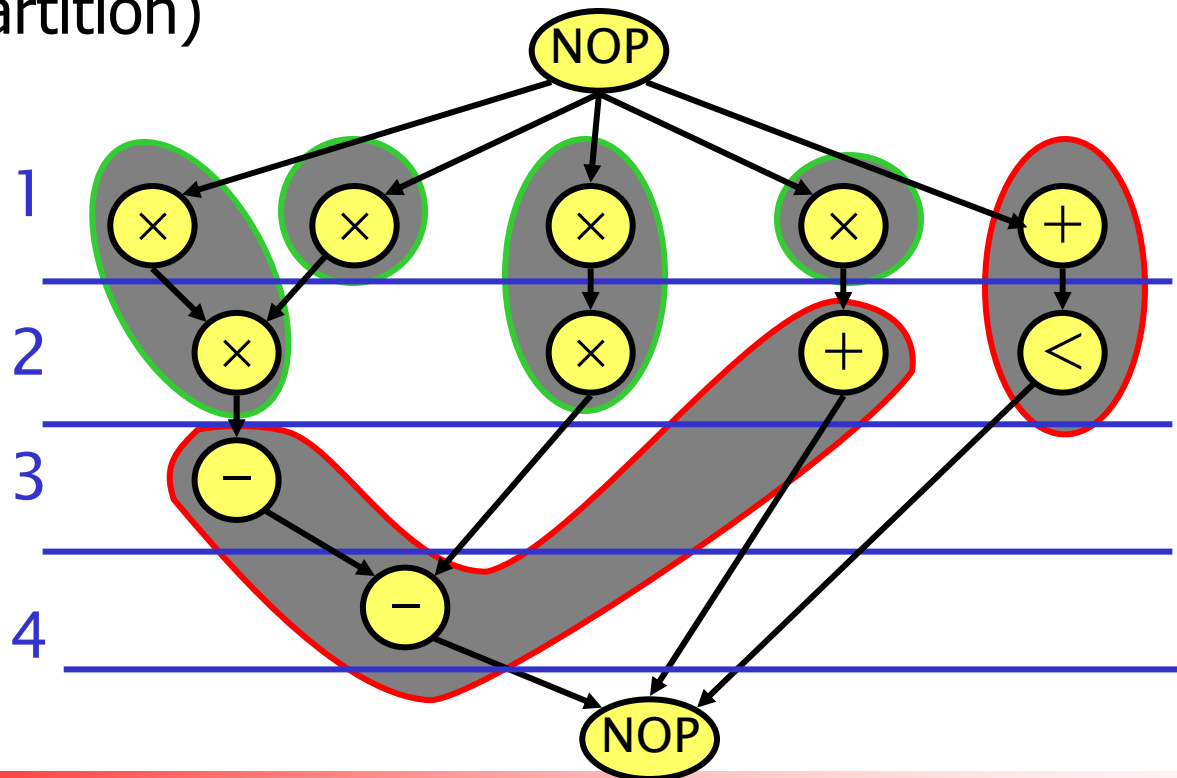 artition)
NOP
1
× × × × +
2
× × + <
3
−
4
−
NOP